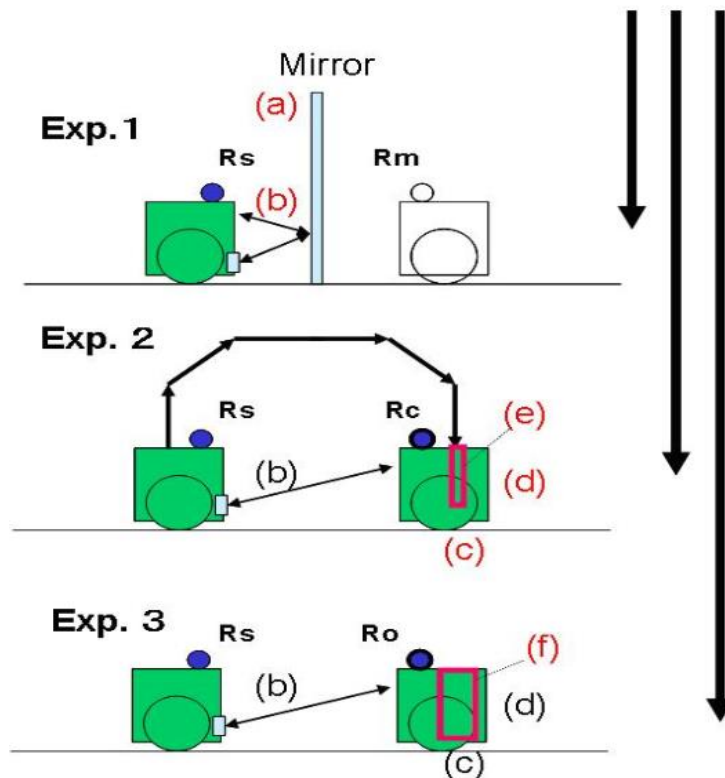 Mirror
(a)
Exp.1
Rs
Rm
(b)
Exp. 2
Rs
Rc
(e)
(b)
(d)
(c)
Exp. 3
Rs
Ro
(f)
(b)
(d)
(c)